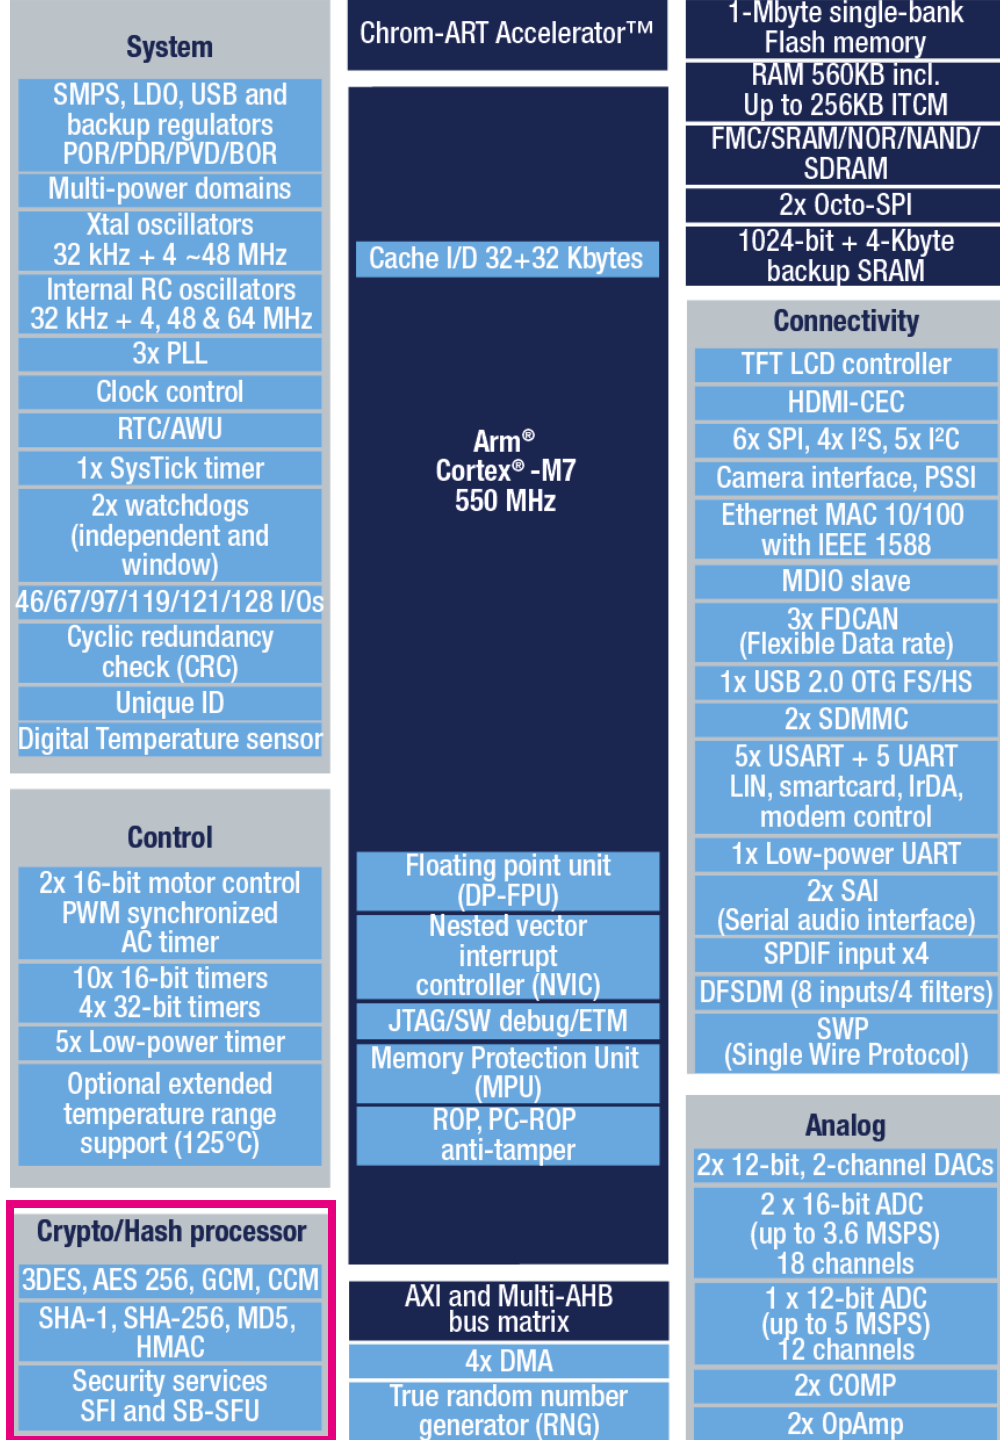 System
SMPS, LDO, USB and
backup regulators
POR/PDR/PVD/BOR
Multi-power domains
Xtal oscillators
32 kHz + 4 ~48 MHz
Internal RC oscillators
32 kHz + 4, 48 & 64 MHz
3x PLL
Clock control
RTC/AWU
1x SysTick timer
2x watchdogs
(independent and
window)
46/67/97/119/121/128 I/Os
Cyclic redundancy
check (CRC)
Unique ID
Digital Temperature sensor
Control
2x 16-bit motor control
PWM synchronized
AC timer
10x 16-bit timers
4x 32-bit timers
5x Low-power timer
Optional extended
temperature range
support (125°C)
Crypto/Hash processor
3DES, AES 256, GCM, CCM
SHA-1, SHA-256, MD5,
HMAC
Security services
SFI and SB-SFU
Chrom-ART Accelerator™
Cache I/D 32+32 Kbytes
Arm®
Cortex® -M7
550 MHz
Floating point unit
(DP-FPU)
Nested vector
interrupt
controller (NVIC)
JTAG/SW debug/ETM
Memory Protection Unit
(MPU)
ROP, PC-ROP
anti-tamper
AXI and Multi-AHB
bus matrix
4x DMA
True random number
generator (RNG)
1-Mbyte single-bank
Flash memory
RAM 560KB incl.
Up to 256KB ITCM
FMC/SRAM/NOR/NAND/
SDRAM
2x Octo-SPI
1024-bit + 4-Kbyte
backup SRAM
Connectivity
TFT LCD controller
HDMI-CEC
6x SPI, 4x I²S, 5x I²C
Camera interface, PSSI
Ethernet MAC 10/100
with IEEE 1588
MDIO slave
3x FDCAN
(Flexible Data rate)
1x USB 2.0 OTG FS/HS
2x SDMMC
5x USART + 5 UART
LIN, smartcard, IrDA,
modem control
1x Low-power UART
2x SAI
(Serial audio interface)
SPDIF input x4
DFSDM (8 inputs/4 filters)
SWP
(Single Wire Protocol)
Analog
2x 12-bit, 2-channel DACs
2 x 16-bit ADC
(up to 3.6 MSPS)
18 channels
1 x 12-bit ADC
(up to 5 MSPS)
12 channels
2x COMP
2x OpAmp